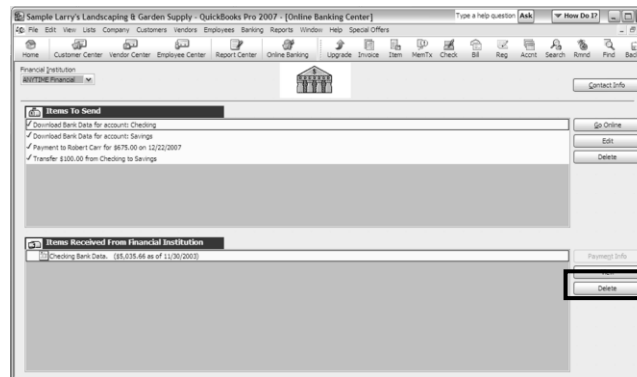 Sample Larry's Landscaping & Garden Supply - QuickBooks Pro 2007 - [Online Banking Center]
Type a help question Ask How Do I?
File Edit View Lists Company Customers Vendors Employees Banking Reports Window Help Special Offers
Home Customer Center Vendor Center Employee Center Report Center Online Banking Upgrade Invoice Item MemTx Check Bill Reg Accnt Search Rmnd Find Back
Financial Institution
ANYTIME Financial
Contact Info
Items To Send
✓ Download Bank Data for account: Checking
Go Online
✓ Download Bank Data for account: Savings
Edit
✓ Payment to Robert Carr for $675.00 on 12/22/2007
✓ Transfer $100.00 from Checking to Savings
Delete
Items Received From Financial Institution
Checking Bank Data. ($5,035.66 as of 11/30/2003)
Payment Info
Delete